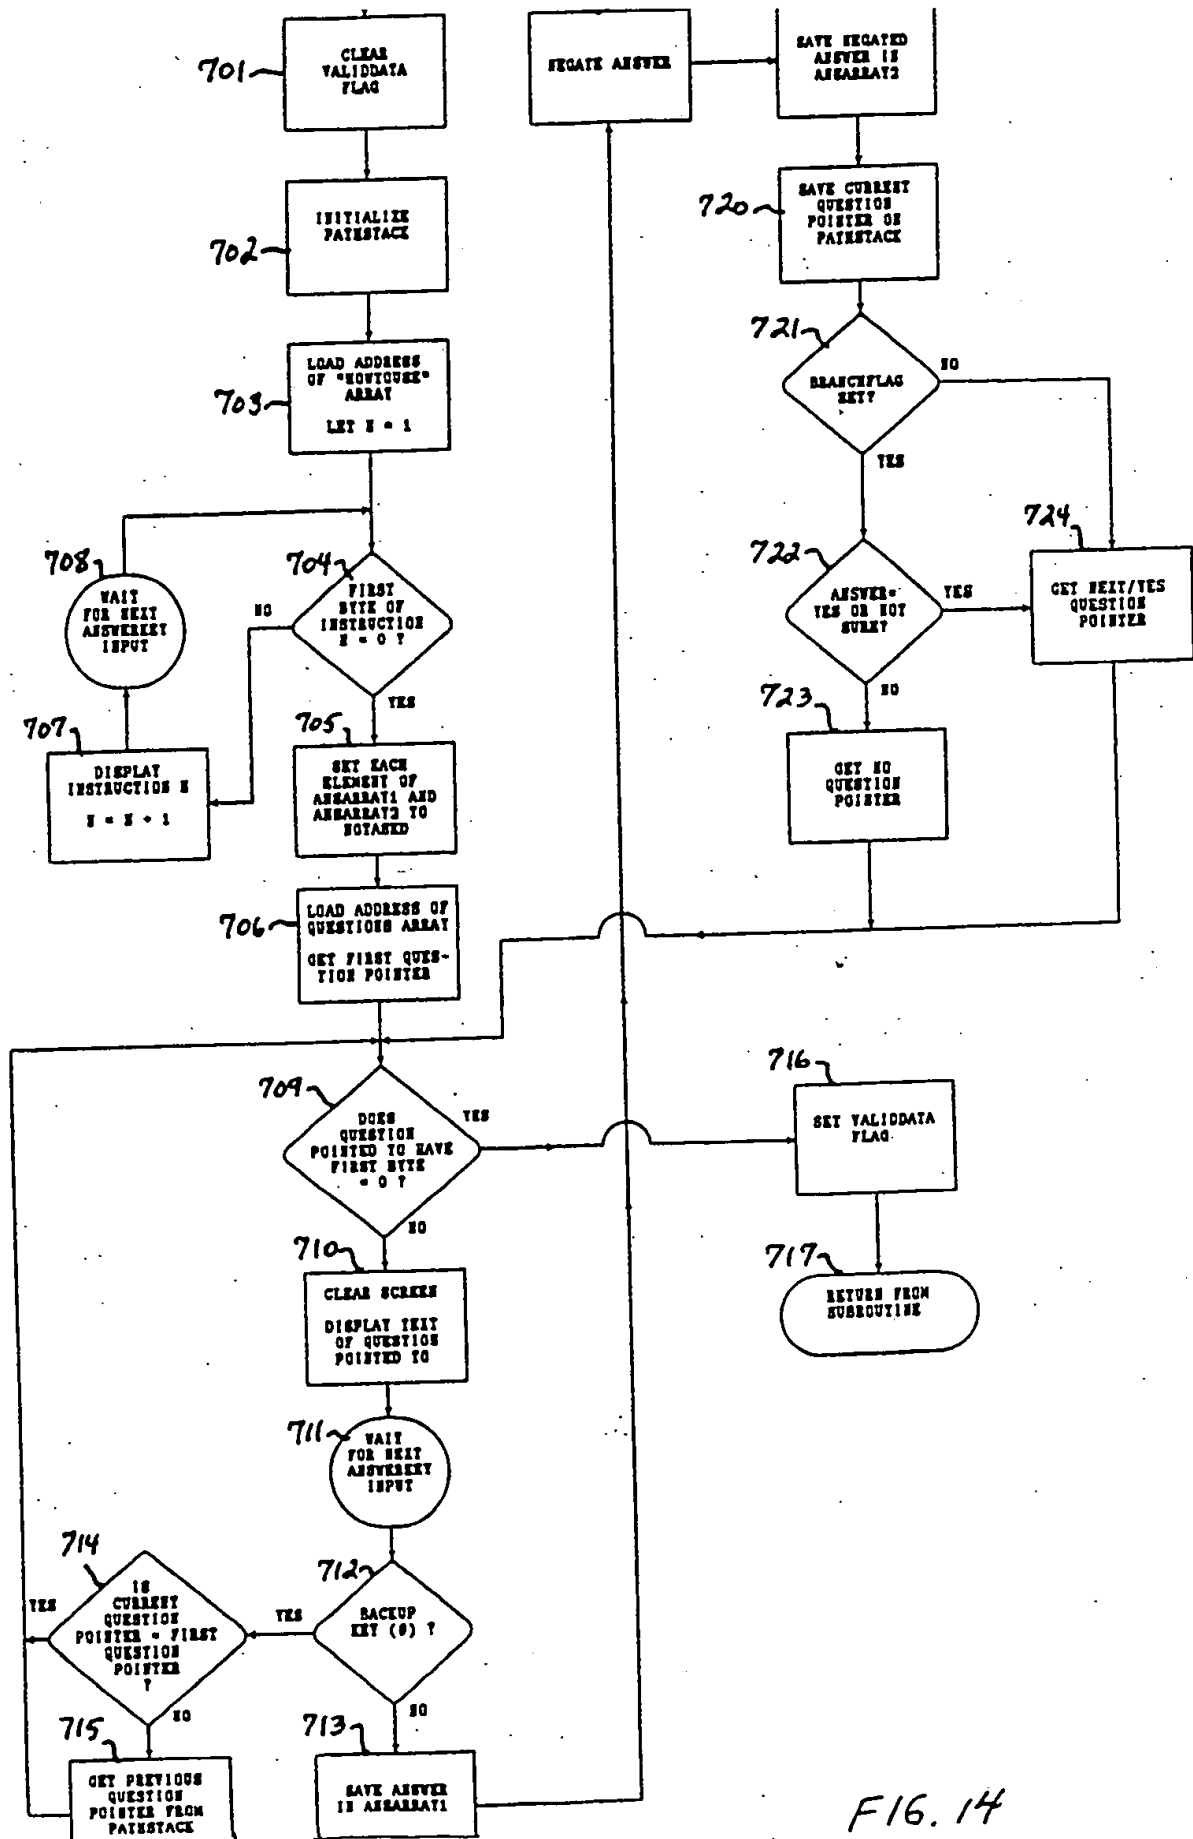 701
CLEAR
VALIDDATA
FLAG
702
INITIALIZE
PATHSTACK
703
LOAD ADDRESS
OF "HOWTOUSE"
ARRAY
LET N = 1
708
WAIT
FOR NEXT
ANSWERKEY
INPUT
704
FIRST
BYTE OF
INSTRUCTION
N = 0 ?
NO
YES
707
DISPLAY
INSTRUCTION N
N = N + 1
705
SET EACH
ELEMENT OF
ANSARRAY1 AND
ANSARRAY2 TO
NOTASKED
706
LOAD ADDRESS OF
QUESTIONS ARRAY
GET FIRST QUES-
TION POINTER
709
DOES
QUESTION
POINTED TO HAVE
FIRST BYTE
= 0 ?
YES
NO
710
CLEAR SCREEN
DISPLAY TEXT
OF QUESTION
POINTED TO
711
WAIT
FOR NEXT
ANSWERKEY
INPUT
712
BACKUP
KEY (0) ?
YES
NO
714
IS
CURRENT
QUESTION
POINTER = FIRST
QUESTION
POINTER
?
YES
NO
715
GET PREVIOUS
QUESTION
POINTER FROM
PATHSTACK
713
SAVE ANSWER
IN ANSARRAY1
NEGATE ANSWER
SAVE NEGATED
ANSWER IN
ANSARRAY2
720
SAVE CURRENT
QUESTION
POINTER ON
PATHSTACK
721
BRANCHFLAG
SET?
NO
YES
722
ANSWER=
YES OR NOT
SURE?
YES
NO
724
GET NEXT/YES
QUESTION
POINTER
723
GET NO
QUESTION
POINTER
716
SET VALIDDATA
FLAG
717
RETURN FROM
SUBROUTINE
FIG. 14